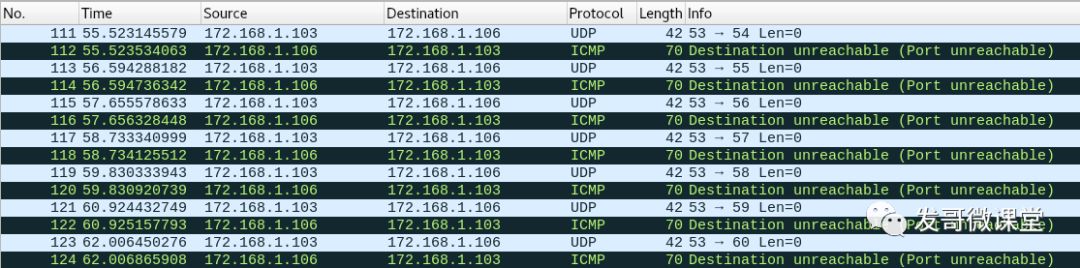 No. Time Source Destination Protocol Length Info
111 55.523145579 172.168.1.103 172.168.1.106 UDP 42 53 → 54 Len=0
112 55.523534063 172.168.1.106 172.168.1.103 ICMP 70 Destination unreachable (Port unreachable)
113 56.594288182 172.168.1.103 172.168.1.106 UDP 42 53 → 55 Len=0
114 56.594736342 172.168.1.106 172.168.1.103 ICMP 70 Destination unreachable (Port unreachable)
115 57.655578633 172.168.1.103 172.168.1.106 UDP 42 53 → 56 Len=0
116 57.656328448 172.168.1.106 172.168.1.103 ICMP 70 Destination unreachable (Port unreachable)
117 58.733340999 172.168.1.103 172.168.1.106 UDP 42 53 → 57 Len=0
118 58.734125512 172.168.1.106 172.168.1.103 ICMP 70 Destination unreachable (Port unreachable)
119 59.830333943 172.168.1.103 172.168.1.106 UDP 42 53 → 58 Len=0
120 59.830920739 172.168.1.106 172.168.1.103 ICMP 70 Destination unreachable (Port unreachable)
121 60.924432749 172.168.1.103 172.168.1.106 UDP 42 53 → 59 Len=0
122 60.925157793 172.168.1.106 172.168.1.103 ICMP 70 Destination unreachable (Port unreachable)
发哥微课堂
123 62.006450276 172.168.1.103 172.168.1.106 UDP 42 53 → 60 Len=0
124 62.006865908 172.168.1.106 172.168.1.103 ICMP 70 Destination unreachable (Port unreachable)